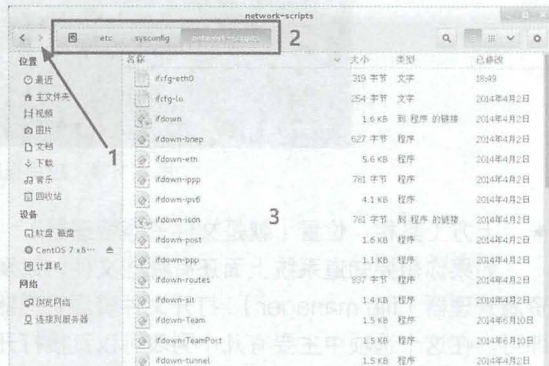 network-scripts
etc sysconfig network-scripts 2
位置 名称 大小 类型 已修改
最近 ifcfg-eth0 319 字节 文字 18:49
主文件夹 ifcfg-lo 254 字节 文字 2014年4月2日
视频 ifdown 1.6 KB 到 程序 的链接 2014年4月2日
图片 ifdown-bnep 627 字节 程序 2014年4月2日
文档 ifdown-eth 5.6 KB 程序 2014年4月2日
1
下载 ifdown-ippp 781 字节 程序 2014年4月2日
音乐 ifdown-ipv6 4.1 KB 程序 2014年4月2日
回收站 ifdown-isdn 781 字节 到 程序 的链接 2014年4月2日
3
设备 ifdown-post 1.6 KB 程序 2014年4月2日
软盘 磁盘 ifdown-ppp 1.1 KB 程序 2014年4月2日
CentOS 7 x8… ifdown-routes 837 字节 程序 2014年4月2日
计算机 ifdown-sit 1.4 KB 程序 2014年4月2日
网络 ifdown-Team 1.5 KB 程序 2014年6月10日
浏览网络 ifdown-TeamPort 1.5 KB 程序 2014年6月10日
连接到服务器 ifdown-tunnel 1.5 KB 程序 2014年4月2日